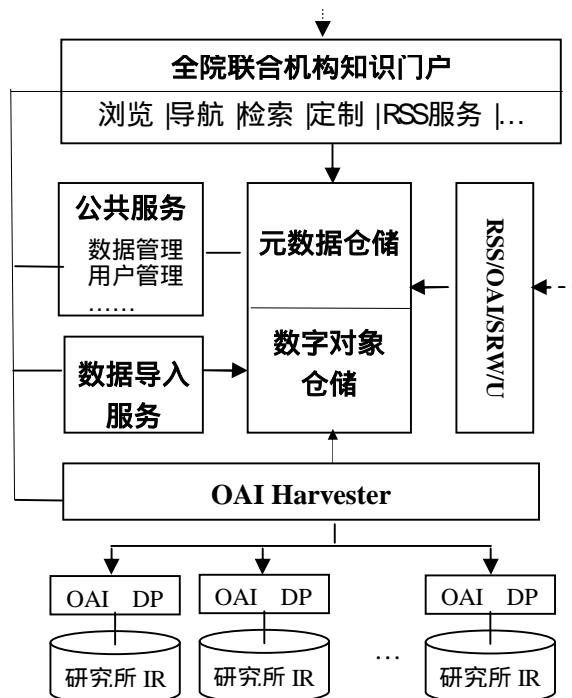 全院联合机构知识门户
浏览 |导航 |检索 |定制 |RSS服务 |…
公共服务
数据管理
用户管理
……
元数据仓储
数字对象
仓储
RSS/OAI/SRW/U
数据导入
服务
OAI Harvester
OAI DP
OAI DP
OAI DP
研究所 IR
研究所 IR
…
研究所 IR